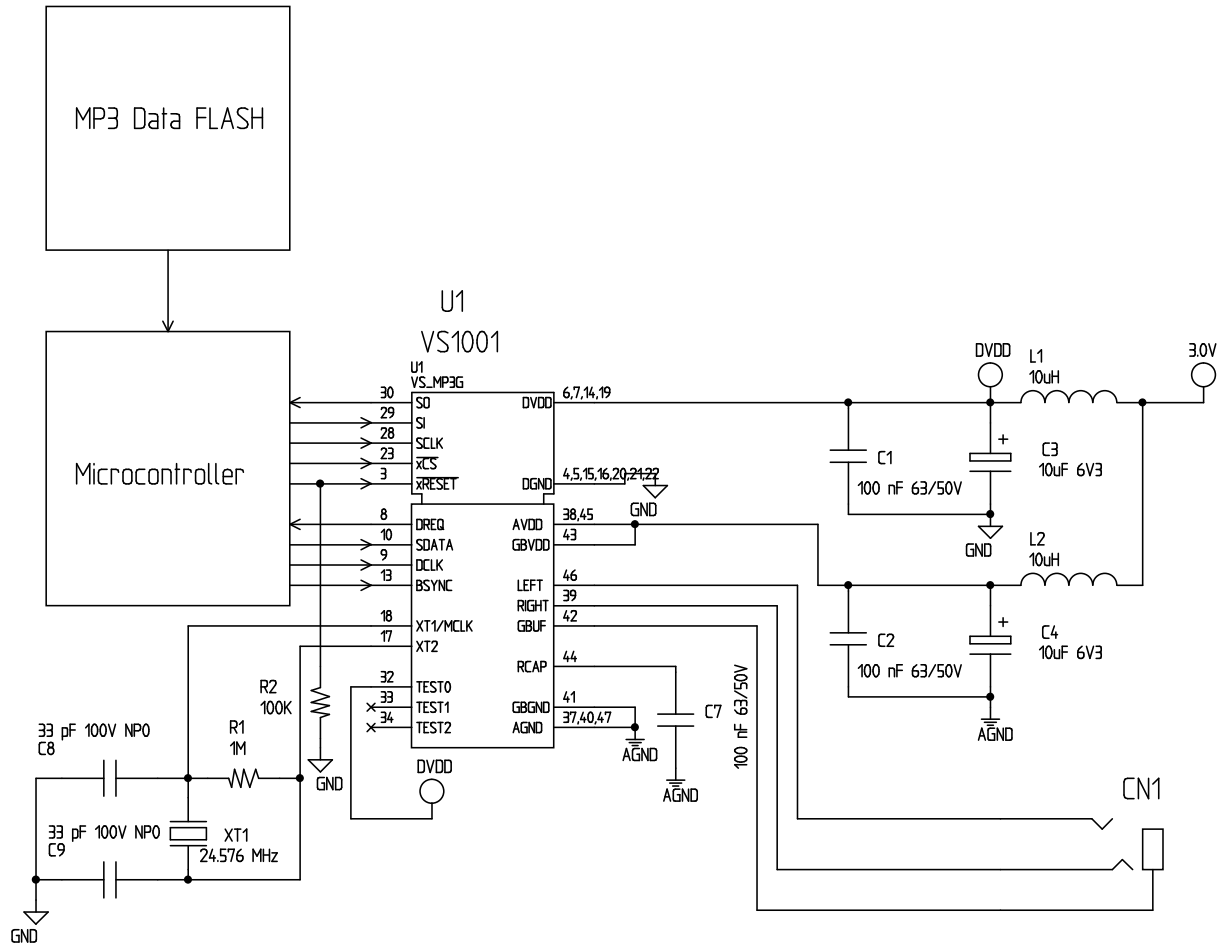 MP3 Data FLASH
U1
VS1001
U1
VS_MP3G
Microcontroller
30 SO DVDD 6,7,14,19
29 SI
28 SCLK
23 xCS
3 xRESET DGND 4,5,15,16,20,21,22
GND
8 DREQ AVDD 38,45
10 SDATA GBVDD 43
9 DCLK
13 BSYNC LEFT 46
RIGHT 39
18 XT1/MCLK GBUF 42
17 XT2
RCAP 44
32 TEST0
33 TEST1 GBGND 41
34 TEST2 AGND 37,40,47
AGND
DVDD
L1
10uH
3.0V
C1
100 nF 63/50V
C3
10uF 6V3
GND
L2
10uH
C2
100 nF 63/50V
C4
10uF 6V3
AGND
C7
100 nF 63/50V
AGND
R2
100K
GND
R1
1M
33 pF 100V NP0
C8
33 pF 100V NP0
C9
XT1
24.576 MHz
GND
DVDD
CN1